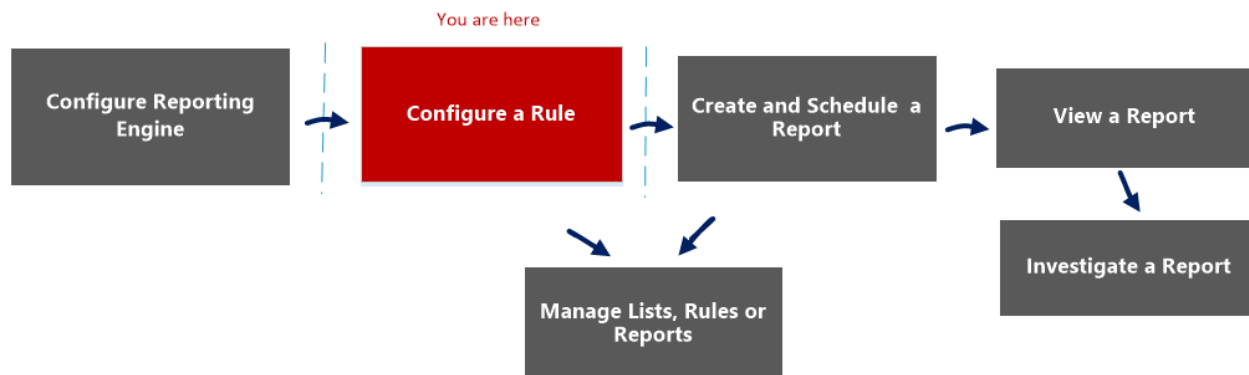 You are here
Configure Reporting
Engine
Configure a Rule
Create and Schedule a
Report
View a Report
Investigate a Report
Manage Lists, Rules or
Reports